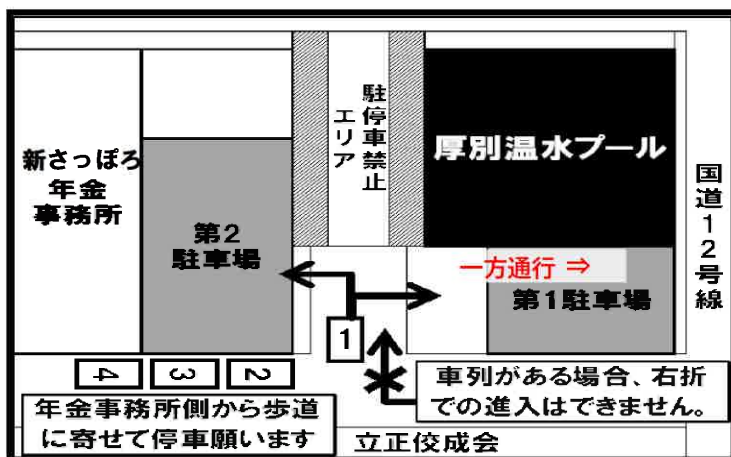 駐停車禁止
エリア
厚別温水プール
国道12号線
新さっぽろ
年金
事務所
第2
駐車場
一方通行 ⇒
第1駐車場
1
2
3
4
車列がある場合、右折
での進入はできません。
年金事務所側から歩道
に寄せて停車願います
立正佼成会